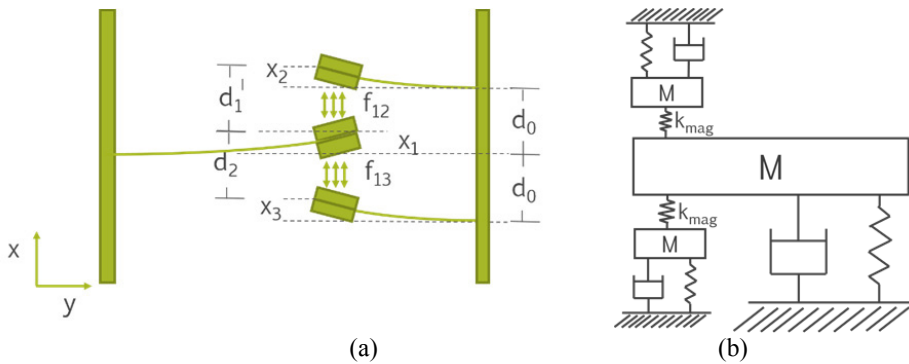 x₂
d₁
f₁₂
d₀
x₁
d₂
f₁₃
d₀
x₃
x
y
(a)
M
kmag
M
kmag
M
(b)